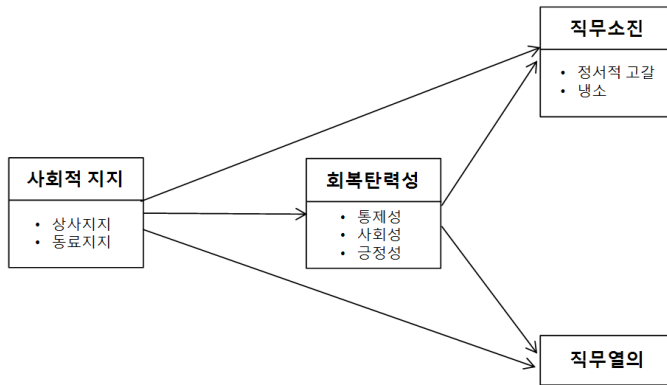 직무소진
• 정서적 고갈
• 냉소
사회적 지지
• 상사지지
• 동료지지
회복탄력성
• 통제성
• 사회성
• 긍정성
직무열의